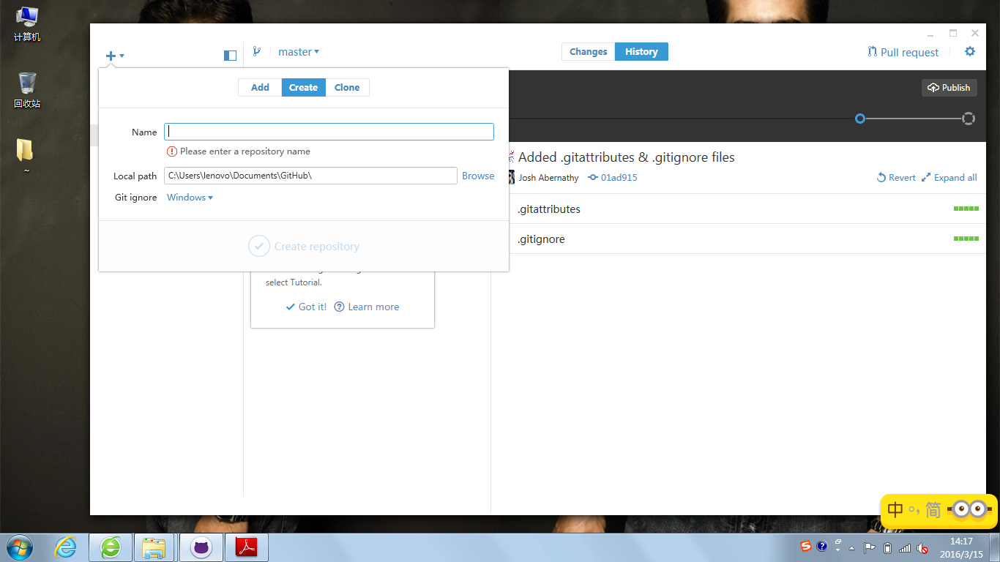 计算机
回收站
~
master
Changes
History
Pull request
Add
Create
Clone
Publish
Name
Please enter a repository name
Local path
C:\Users\lenovo\Documents\GitHub\
Browse
Git ignore
Windows
Create repository
Added .gitattributes & .gitignore files
Josh Abernathy
01ad915
Revert
Expand all
.gitattributes
.gitignore
select Tutorial.
Got it!
Learn more
中 °, 简
14:17
2016/3/15